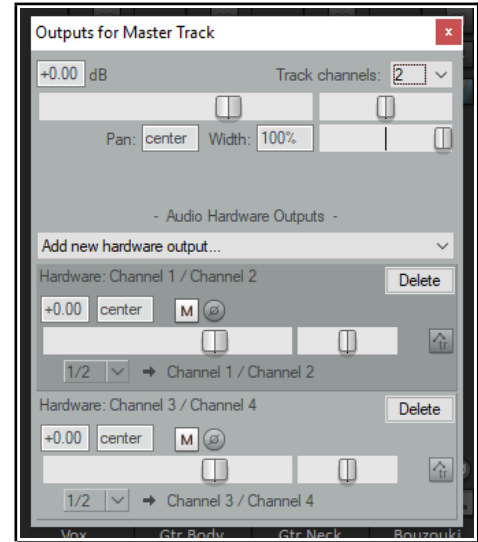 Outputs for Master Track x
+0.00 dB Track channels: 2
Pan: center Width: 100%
- Audio Hardware Outputs -
Add new hardware output...
Hardware: Channel 1 / Channel 2 Delete
+0.00 center M ø
tr
1/2 ➔ Channel 1 / Channel 2
Hardware: Channel 3 / Channel 4 Delete
+0.00 center M ø
tr
1/2 ➔ Channel 3 / Channel 4
Vox Gtr Body Gtr Neck Bouzouki